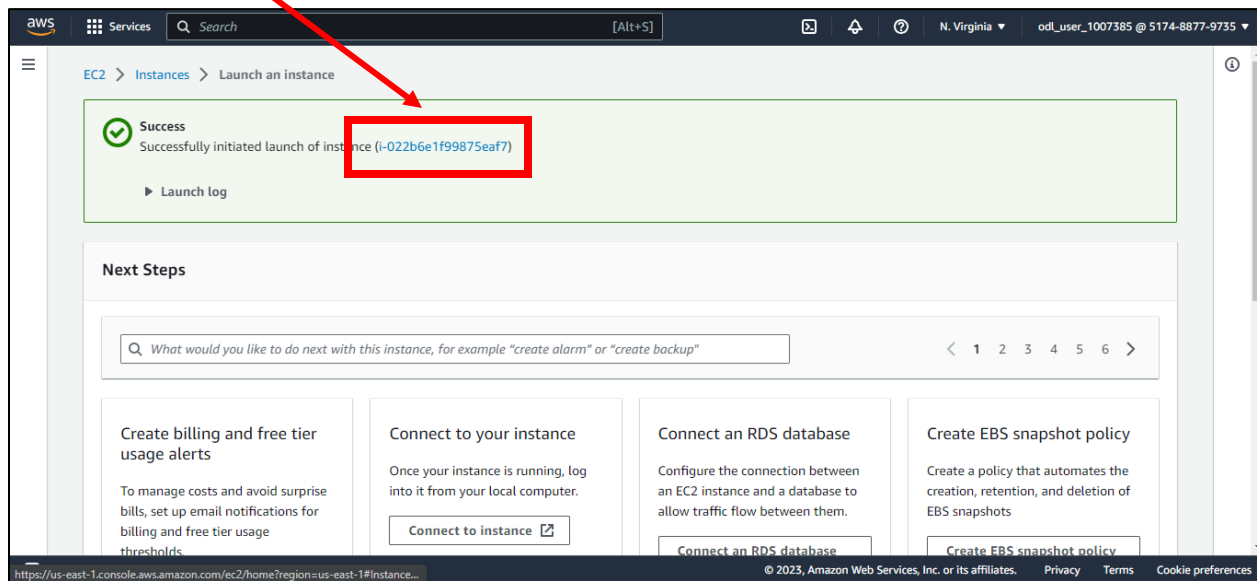 aws
Services
Search
[Alt+S]
N. Virginia
odl_user_1007385 @ 5174-8877-9735
EC2 > Instances > Launch an instance
Success
Successfully initiated launch of instance (i-022b6e1f99875eaf7)
Launch log
Next Steps
What would you like to do next with this instance, for example “create alarm” or “create backup”
< 1 2 3 4 5 6 >
Create billing and free tier
usage alerts
To manage costs and avoid surprise
bills, set up email notifications for
billing and free tier usage
thresholds.
Connect to your instance
Once your instance is running, log
into it from your local computer.
Connect to instance
Connect an RDS database
Configure the connection between
an EC2 instance and a database to
allow traffic flow between them.
Connect an RDS database
Create EBS snapshot policy
Create a policy that automates the
creation, retention, and deletion of
EBS snapshots
Create EBS snapshot policy
https://us-east-1.console.aws.amazon.com/ec2/home?region=us-east-1#Instance...
© 2023, Amazon Web Services, Inc. or its affiliates.
Privacy
Terms
Cookie preferences